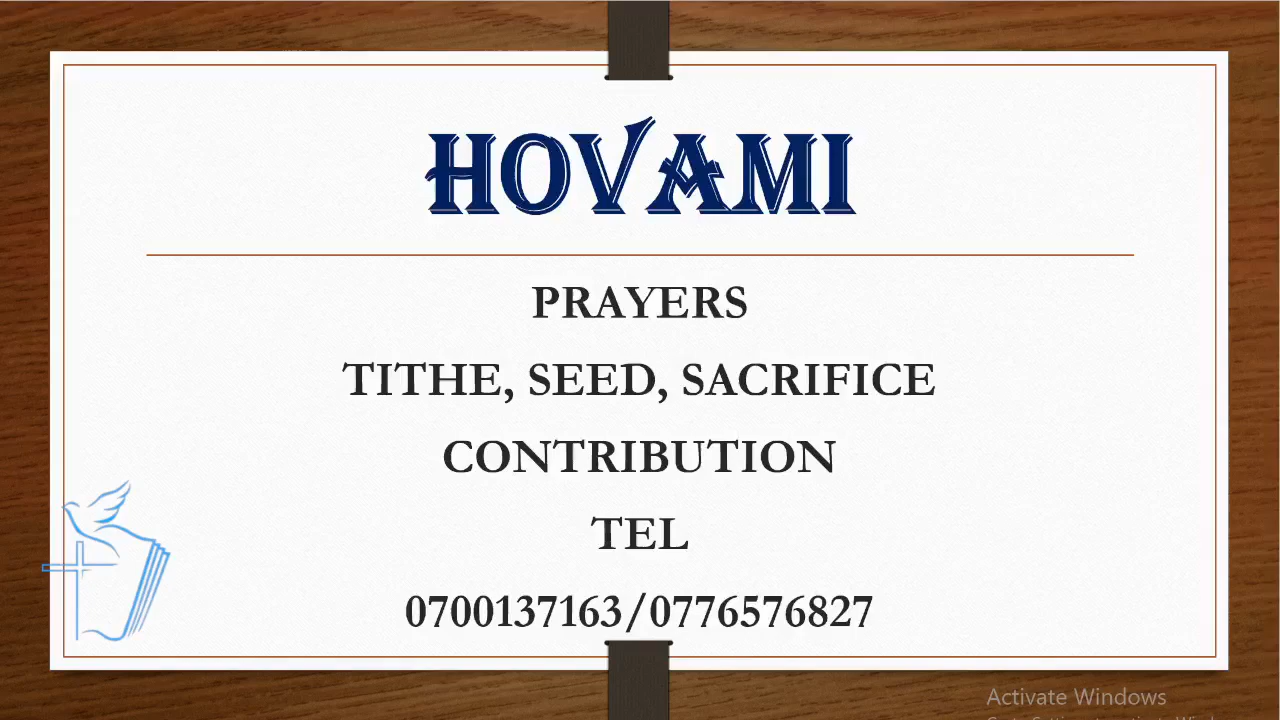 HOVAMI
PRAYERS
TITHE, SEED, SACRIFICE
CONTRIBUTION
TEL
0700137163/0776576827
Activate Windows